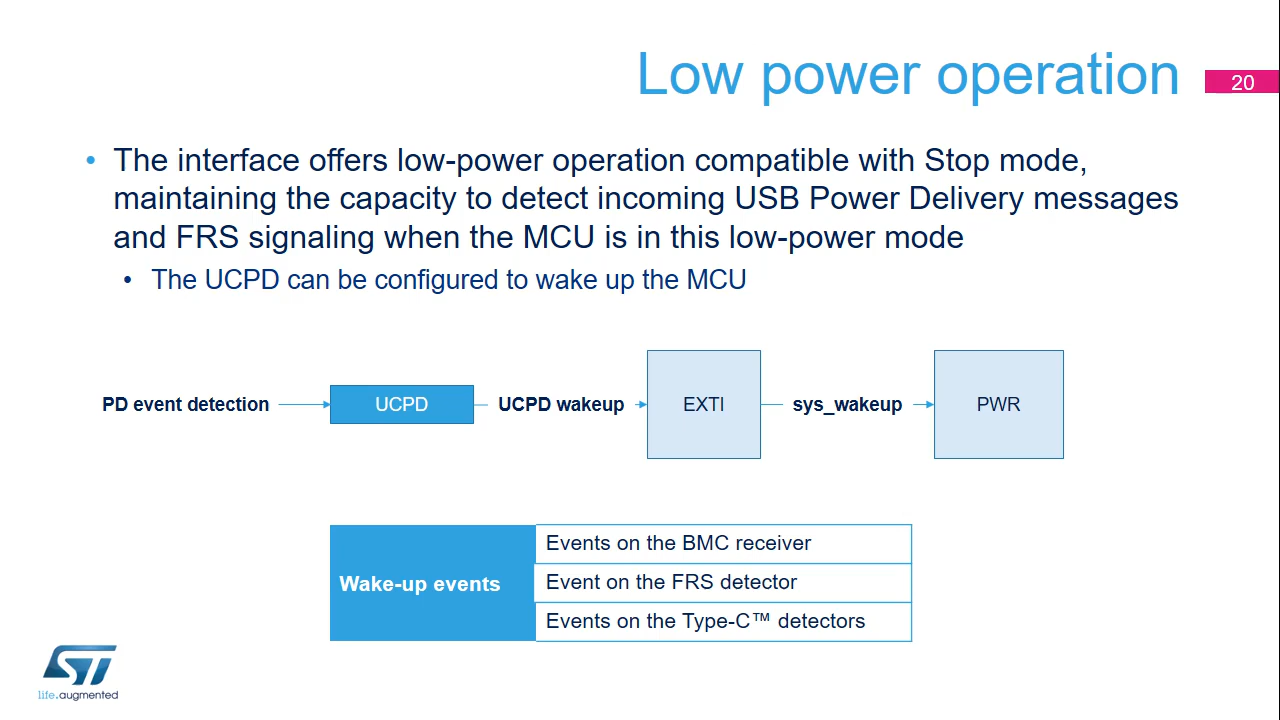 Low power operation
20
• The interface offers low-power operation compatible with Stop mode,
maintaining the capacity to detect incoming USB Power Delivery messages
and FRS signaling when the MCU is in this low-power mode
• The UCPD can be configured to wake up the MCU
PD event detection
UCPD
UCPD wakeup
EXTI
sys_wakeup
PWR
Wake-up events
Events on the BMC receiver
Event on the FRS detector
Events on the Type-C™ detectors
ST
life.augmented